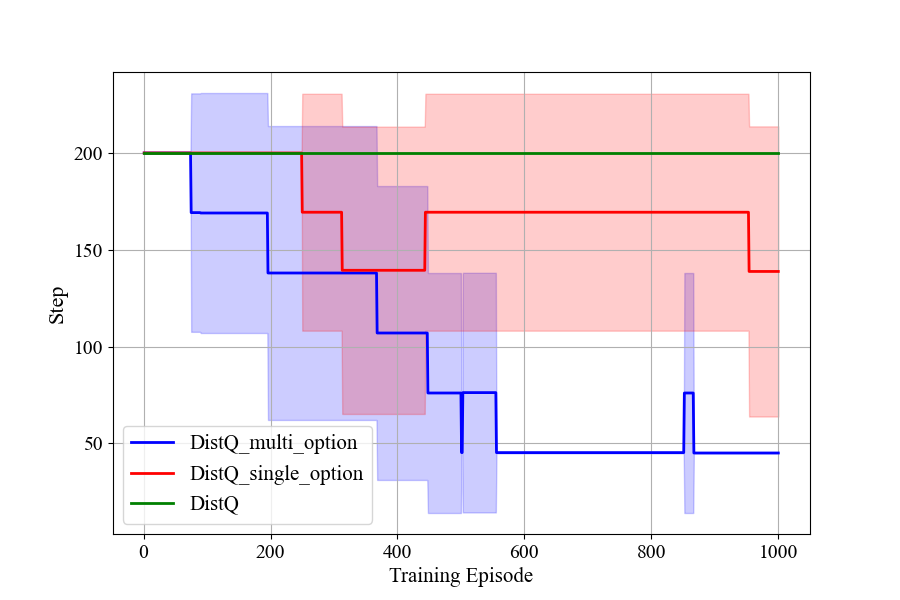 Step
200
150
100
50
DistQ_multi_option
DistQ_single_option
DistQ
0 200 400 600 800 1000
Training Episode